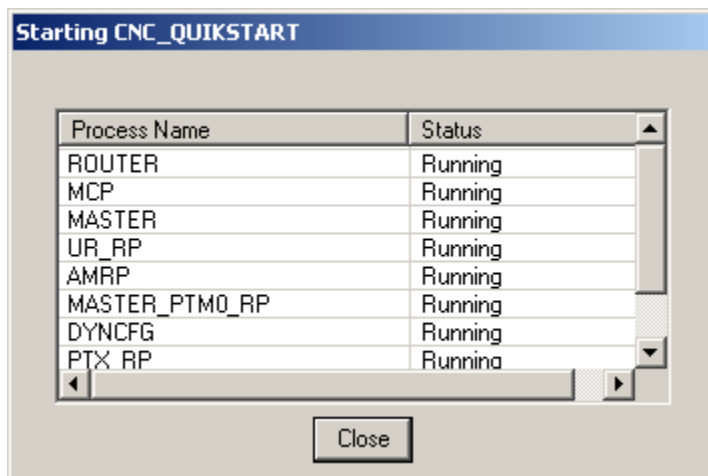 Starting CNC_QUIKSTART
Process Name Status
ROUTER Running
MCP Running
MASTER Running
UR_RP Running
AMRP Running
MASTER_PTM0_RP Running
DYNCFG Running
PTX_RP Running
Close